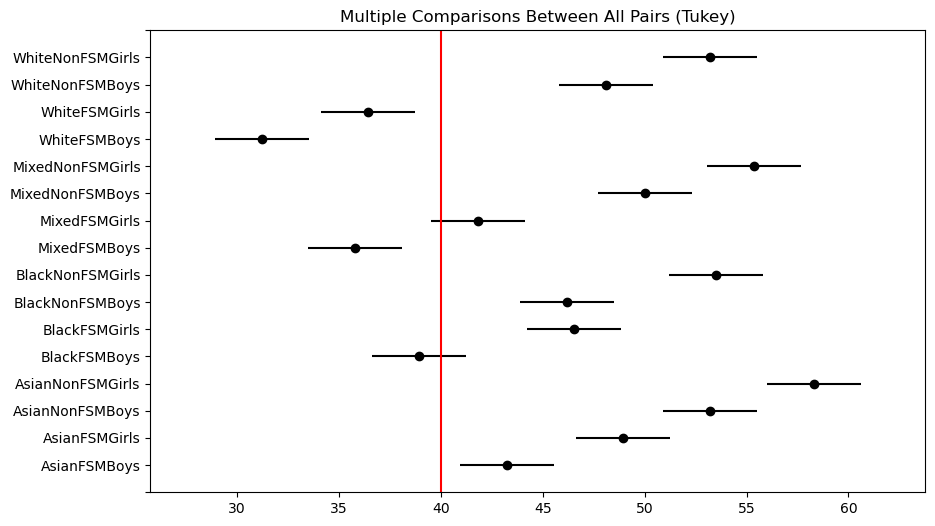 Multiple Comparisons Between All Pairs (Tukey)
WhiteNonFSMGirls
WhiteNonFSMBoys
WhiteFSMGirls
WhiteFSMBoys
MixedNonFSMGirls
MixedNonFSMBoys
MixedFSMGirls
MixedFSMBoys
BlackNonFSMGirls
BlackNonFSMBoys
BlackFSMGirls
BlackFSMBoys
AsianNonFSMGirls
AsianNonFSMBoys
AsianFSMGirls
AsianFSMBoys
30 35 40 45 50 55 60